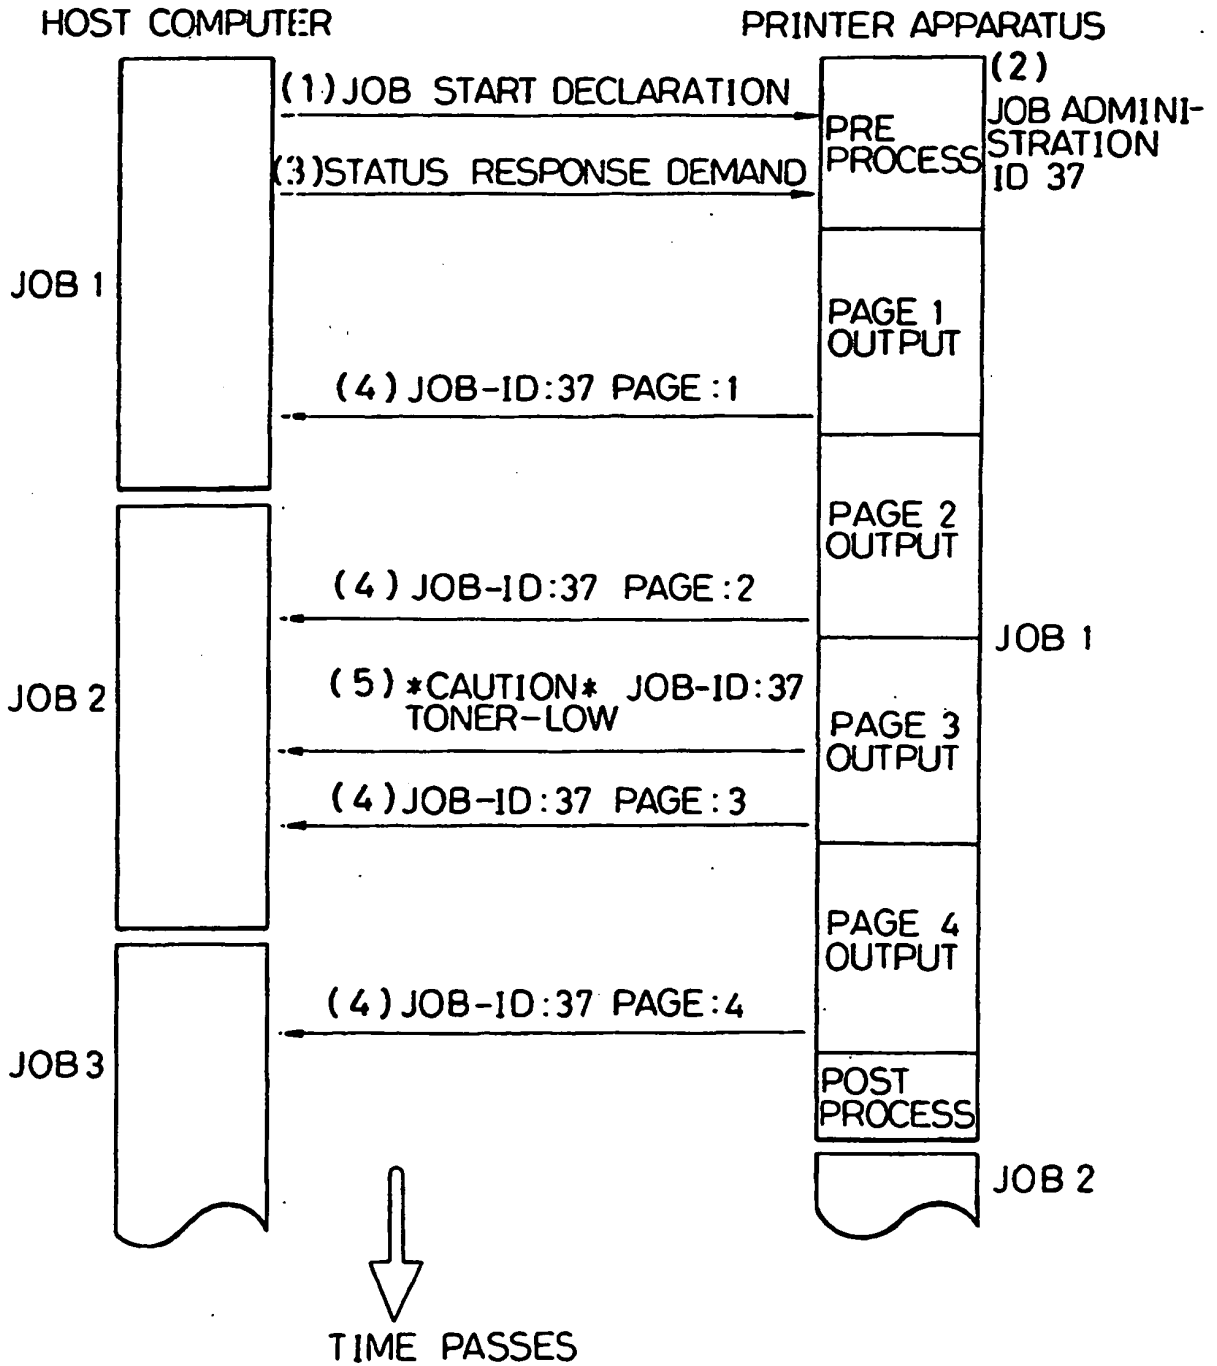 HOST COMPUTER
PRINTER APPARATUS
(1) JOB START DECLARATION
(2)
JOB ADMINI-
STRATION
ID 37
PRE
PROCESS
(3) STATUS RESPONSE DEMAND
JOB 1
PAGE 1
OUTPUT
(4) JOB-ID:37 PAGE:1
PAGE 2
OUTPUT
(4) JOB-ID:37 PAGE:2
JOB 1
JOB 2
(5) *CAUTION* JOB-ID:37
TONER-LOW
PAGE 3
OUTPUT
(4) JOB-ID:37 PAGE:3
PAGE 4
OUTPUT
(4) JOB-ID:37 PAGE:4
JOB 3
POST
PROCESS
JOB 2
TIME PASSES